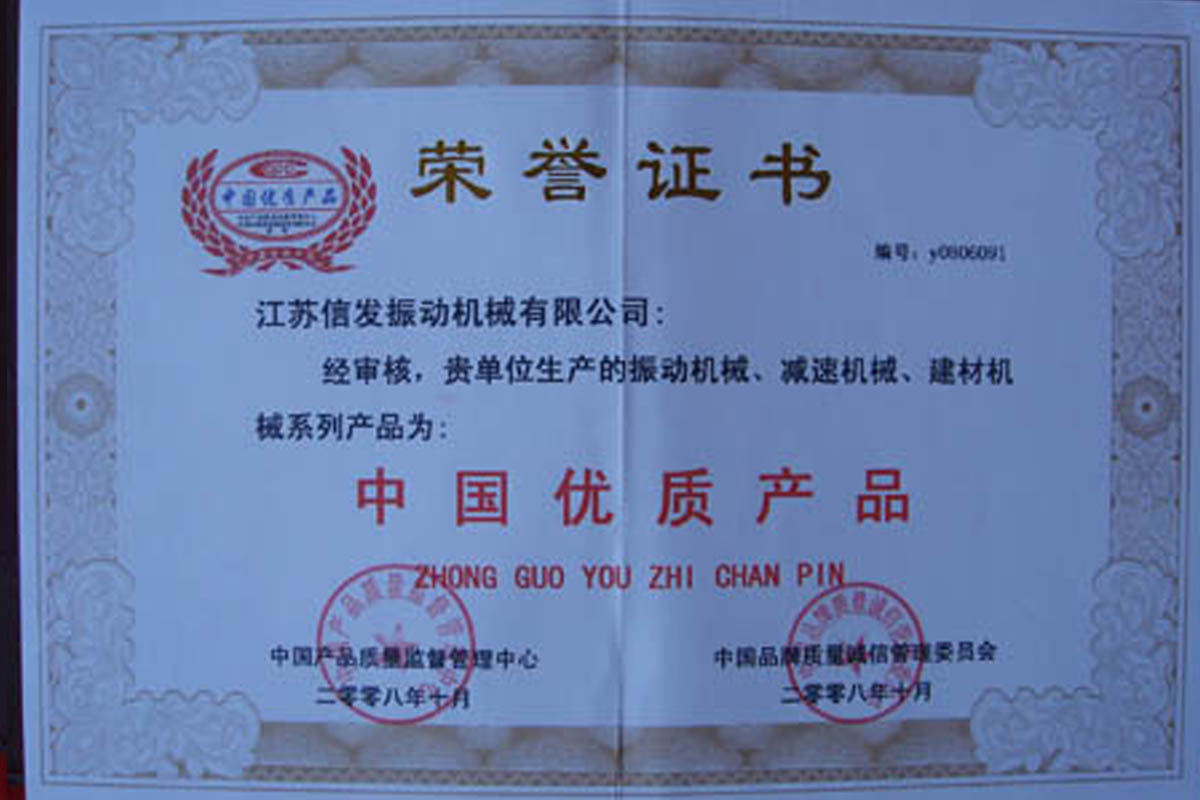 荣誉证书
中国优质产品
编号：y0806091
江苏信发振动机械有限公司：
经审核，贵单位生产的振动机械、减速机械、建材机
械系列产品为：
中国优质产品
ZHONG GUO YOU ZHI CHAN PIN
中国产品质量监督管理中心
二零零八年十月
中国品牌质量诚信管理委员会
二零零八年十月